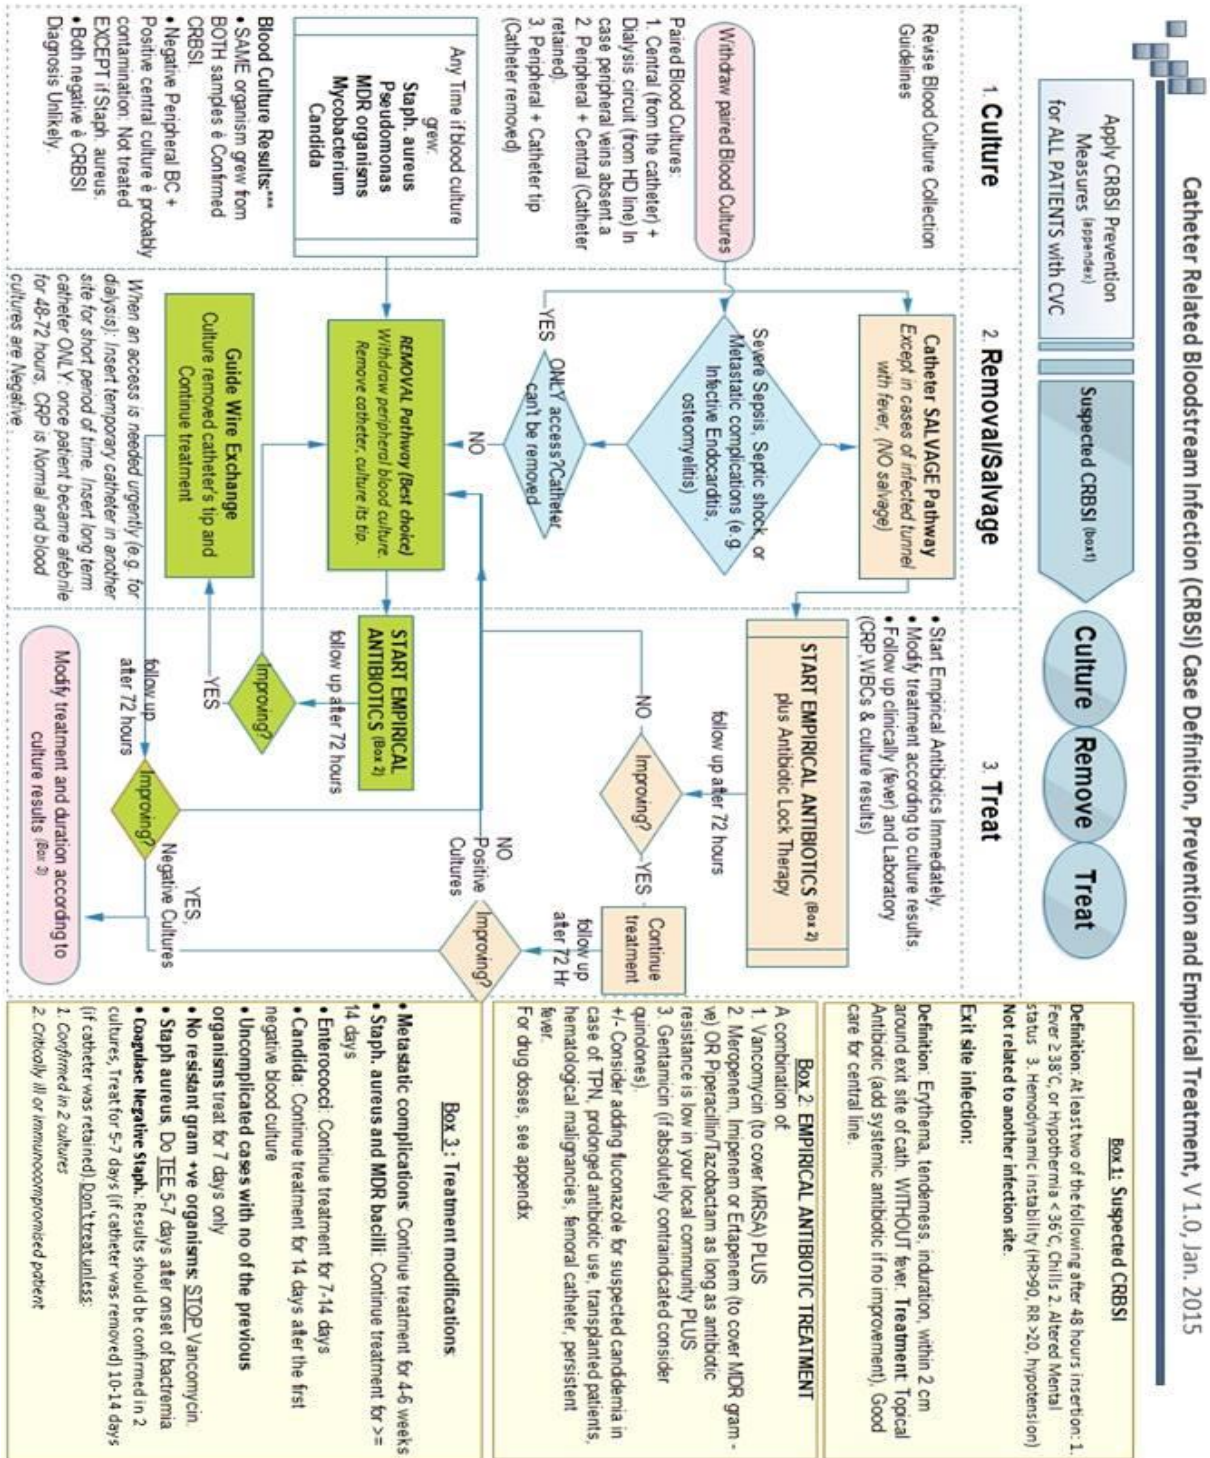 Catheter Related Bloodstream Infection (CRBSI) Case Definition, Prevention and Empirical Treatment, V 1.0, Jan. 2015
Apply CRBSI Prevention
Measures (appendex)
for ALL PATIENTS with CVC
Suspected CRBSI (box1)
Culture
Remove
Treat
1. Culture
2. Removal/Salvage
3. Treat
Revise Blood Culture Collection
Guidelines
Withdraw paired Blood Cultures
Paired Blood Cultures:
1. Central (from the catheter) +
Dialysis circuit (from HD line) In
case peripheral veins absent.a
2. Peripheral + Central (Catheter
retained).
3. Peripheral + Catheter tip
(Catheter removed)
Any Time if blood culture
grew:
Staph. aureus
Pseudomonas
MDR organisms
Mycobacterium
Candida
Blood Culture Results:***
• SAME organism grew from
BOTH samples è Confirmed
CRBSI.
• Negative Peripheral BC +
Positive central culture è probably
contamination: Not treated
EXCEPT if Staph. aureus.
• Both negative è CRBSI
Diagnosis Unlikely.
Catheter SALVAGE Pathway
Except in cases of infected tunnel
with fever, (NO salvage)
Severe Sepsis, Septic shock, or
Metastatic complications (e.g.
Infective Endocarditis,
osteomyelitis)
YES
ONLY access?Catheter
can't be removed
NO
REMOVAL Pathway (Best choice)
Withdraw peripheral blood culture.
Remove catheter, culture its tip.
Guide Wire Exchange
Culture removed catheter's tip and
Continue treatment
When an access is needed urgently (e.g. for
dialysis): Insert temporary catheter in another
site for short period of time. Insert long term
catheter ONLY: once patient became afebrile
for 48-72 hours, CRP is Normal and blood
cultures are Negative
• Start Empirical Antibiotics Immediately.
• Modify treatment according to culture results.
• Follow up clinically (fever) and Laboratory
(CRP,WBCs & culture results)
START EMPIRICAL ANTIBIOTICS (Box 2)
plus Antibiotic Lock Therapy
follow up after 72 hours
NO
Improving?
YES
Continue
treatment
follow up
after 72 Hr
START EMPIRICAL
ANTIBIOTICS (Box 2)
follow up after 72 hours
Improving?
YES
NO
Positive
Cultures
Improving?
follow up
after 72 hours
Improving?
YES,
Negative Cultures
Modify treatment and duration according to
culture results (Box 3)
Box 1: Suspected CRBSI
Definition: At least two of the following after 48 hours insertion: 1.
Fever ≥ 38°C, or Hypothermia < 36°C, Chills 2. Altered Mental
status 3. Hemodynamic instability (HR>90, RR >20, hypotension)
Not related to another infection site.
Exit site infection:
Definition: Erythema, tenderness, induration, within 2 cm
around exit site of cath. WITHOUT fever. Treatment: Topical
Antibiotic (add systemic antibiotic if no improvement), Good
care for central line.
Box 2: EMPIRICAL ANTIBIOTIC TREATMENT
A combination of:
1. Vancomycin (to cover MRSA) PLUS
2. Meropenem, Imipenem or Ertapenem (to cover MDR gram -
ve) OR Piperacillin/Tazobactam as long as antibiotic
resistance is low in your local community PLUS
3. Gentamicin (if absolutely contraindicated consider
quinolones).
+/- Consider adding fluconazole for suspected candidemia in
case of: TPN, prolonged antibiotic use, transplanted patients,
hematological malignancies, femoral catheter, persistent
fever.
For drug doses, see appendix
Box 3 : Treatment modifications:
• Metastatic complications: Continue treatment for 4-6 weeks
• Staph. aureus and MDR bacilli: Continue treatment for >=
14 days
• Enterococci: Continue treatment for 7-14 days
• Candida: Continue treatment for 14 days after the first
negative blood culture
• Uncomplicated cases with no of the previous
organisms treat for 7 days only
• No resistant gram +ve organisms: STOP Vancomycin.
• Staph aureus. Do TEE 5-7 days after onset of bactremia
• Coagulase Negative Staph.: Results should be confirmed in 2
cultures, Treat for 5-7 days (if catheter was removed) 10-14 days
(if catheter was retained). Don't treat unless:
1. Confirmed in 2 cultures
2. Critically ill or immunoompromised patient